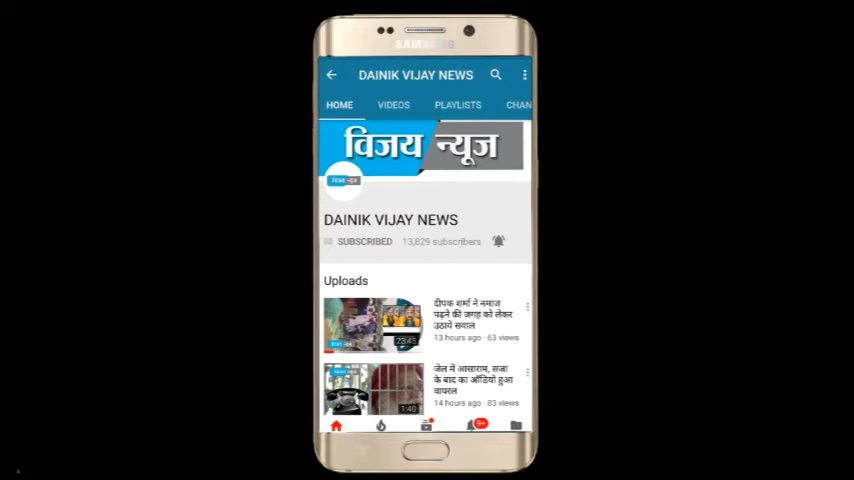 SAMSUNG
DAINIK VIJAY NEWS
HOME VIDEOS PLAYLISTS CHAN
विजय न्यूज
DAINIK VIJAY NEWS
SUBSCRIBED 13,829 subscribers
Uploads
दीपक शर्मा ने नमाज
पढ़ने की जगह को लेकर
उठाये सवाल
13 hours ago · 63 views
23:45
जेल में आसाराम, सजा
के बाद का ऑडियो हुआ
वायरल
14 hours ago · 83 views
1:40
9+